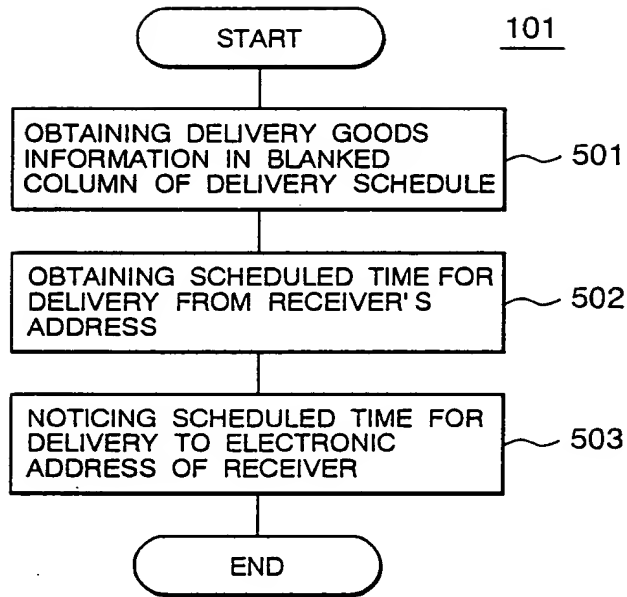 START
101
OBTAINING DELIVERY GOODS
INFORMATION IN BLANKED
COLUMN OF DELIVERY SCHEDULE
501
OBTAINING SCHEDULED TIME FOR
DELIVERY FROM RECEIVER'S
ADDRESS
502
NOTICING SCHEDULED TIME FOR
DELIVERY TO ELECTRONIC
ADDRESS OF RECEIVER
503
END